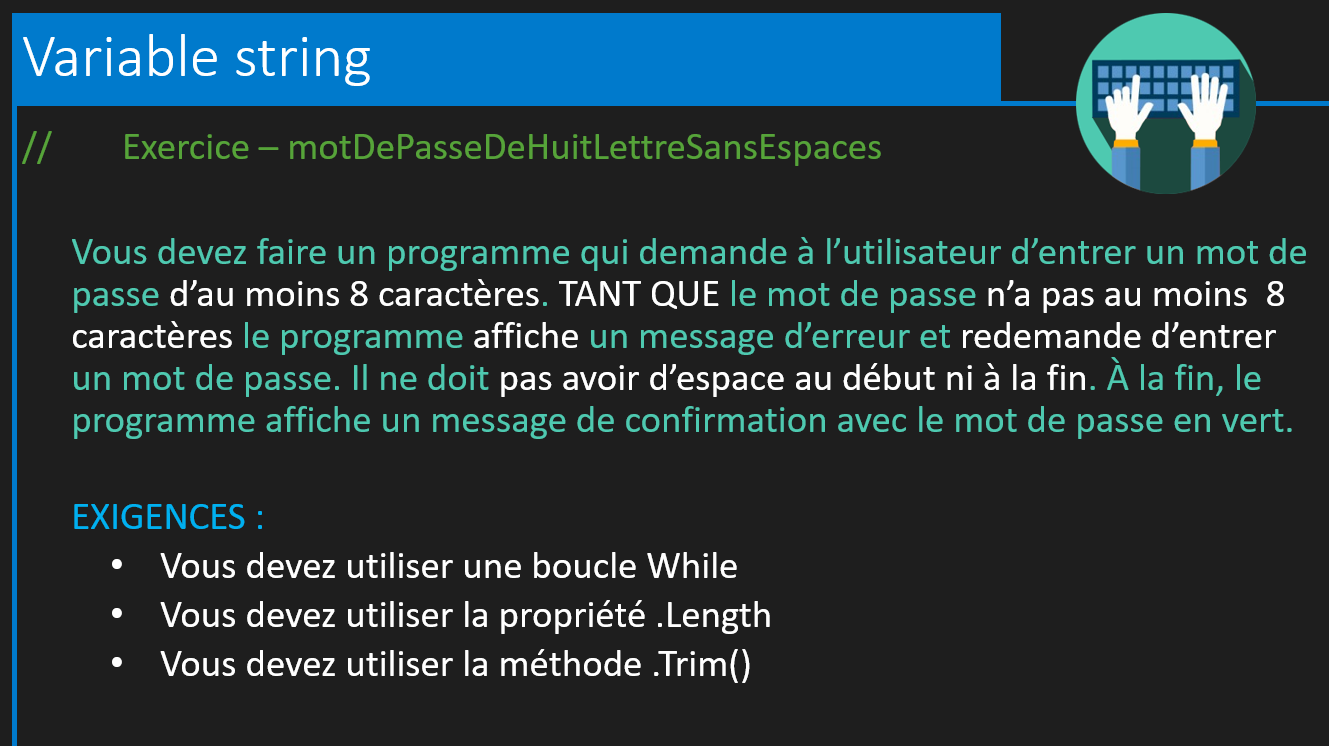 Variable string
// Exercice – motDePasseDeHuitLettreSansEspaces
Vous devez faire un programme qui demande à l’utilisateur d’entrer un mot de
passe d’au moins 8 caractères. TANT QUE le mot de passe n’a pas au moins  8
caractères le programme affiche un message d’erreur et redemande d’entrer
un mot de passe. Il ne doit pas avoir d’espace au début ni à la fin. À la fin, le
programme affiche un message de confirmation avec le mot de passe en vert.
EXIGENCES :
• Vous devez utiliser une boucle While
• Vous devez utiliser la propriété .Length
• Vous devez utiliser la méthode .Trim()